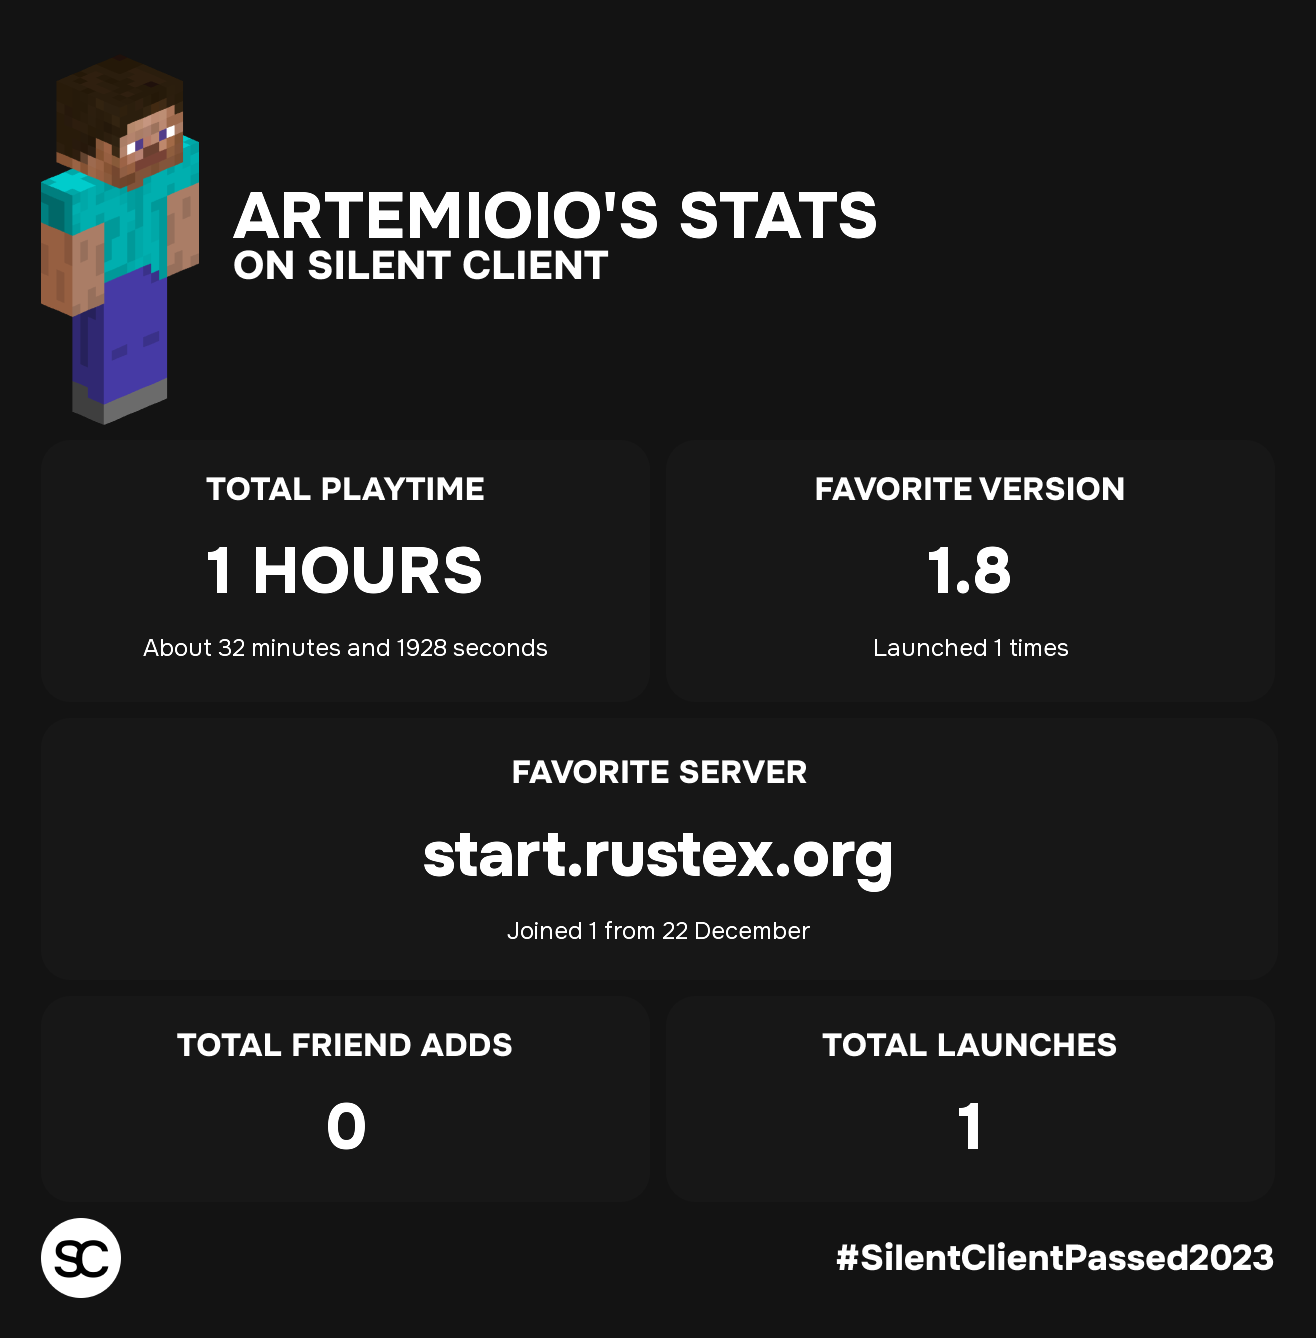 ARTEMIOIO'S STATS
ON SILENT CLIENT
TOTAL PLAYTIME
1 HOURS
About 32 minutes and 1928 seconds
FAVORITE VERSION
1.8
Launched 1 times
FAVORITE SERVER
start.rustex.org
Joined 1 from 22 December
TOTAL FRIEND ADDS
0
TOTAL LAUNCHES
1
SC
#SilentClientPassed2023